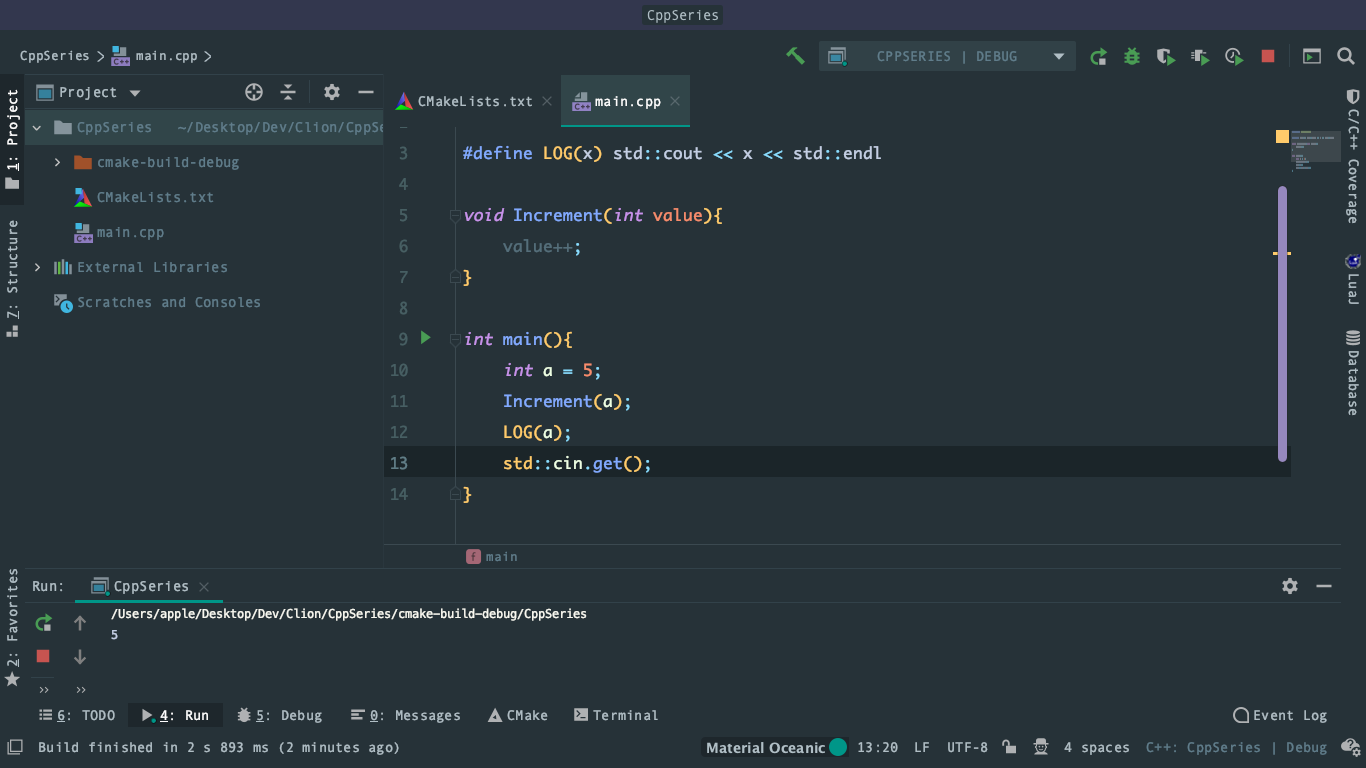 CppSeries
CppSeries > main.cpp >
CPPSERIES | DEBUG
1: Project
Project
CppSeries ~/Desktop/Dev/Clion/CppSe
cmake-build-debug
CMakeLists.txt
main.cpp
External Libraries
Scratches and Consoles
Z: Structure
2: Favorites
CMakeLists.txt
main.cpp
3 #define LOG(x) std::cout << x << std::endl
4
5 void Increment(int value){
6 value++;
7 }
8
9 int main(){
10 int a = 5;
11 Increment(a);
12 LOG(a);
13 std::cin.get();
14 }
f main
C/C++ Coverage
LuaJ
Database
Run: CppSeries
/Users/apple/Desktop/Dev/Clion/CppSeries/cmake-build-debug/CppSeries
5
6: TODO 4: Run 5: Debug 0: Messages CMake Terminal Event Log
Build finished in 2 s 893 ms (2 minutes ago) Material Oceanic 13:20 LF UTF-8 4 spaces C++: CppSeries | Debug